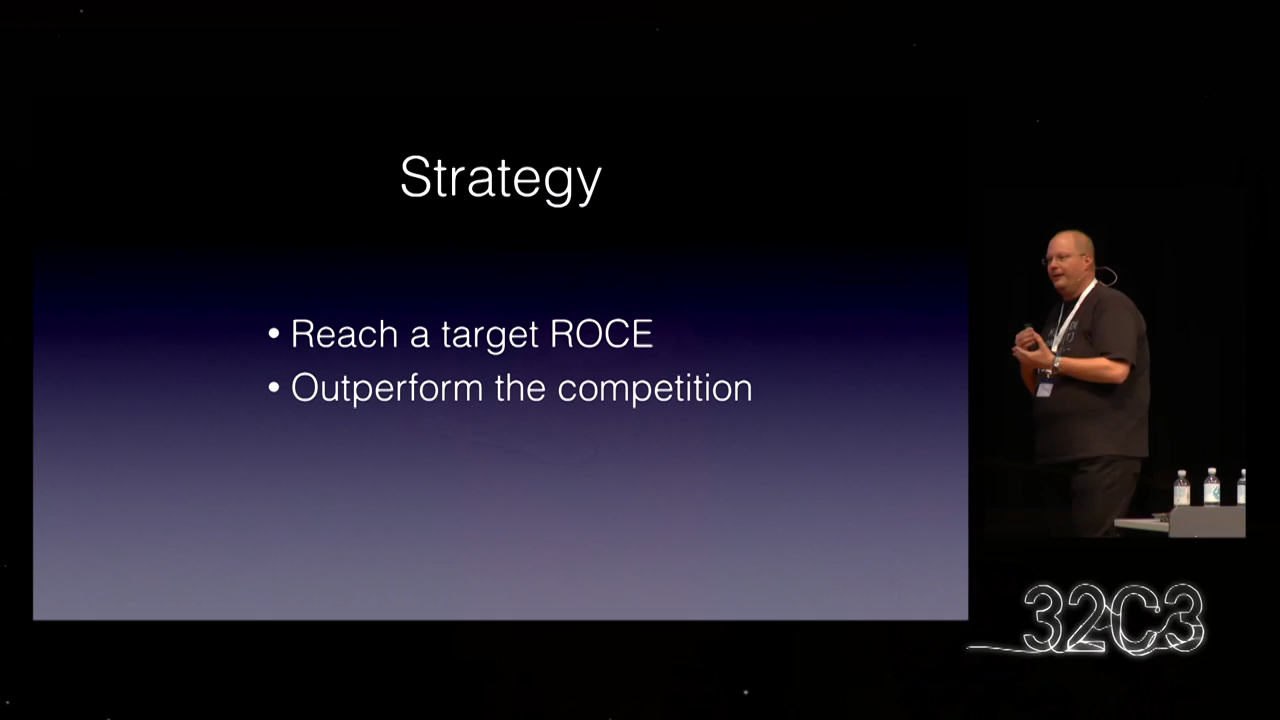 Strategy
• Reach a target ROCE
• Outperform the competition
32C3